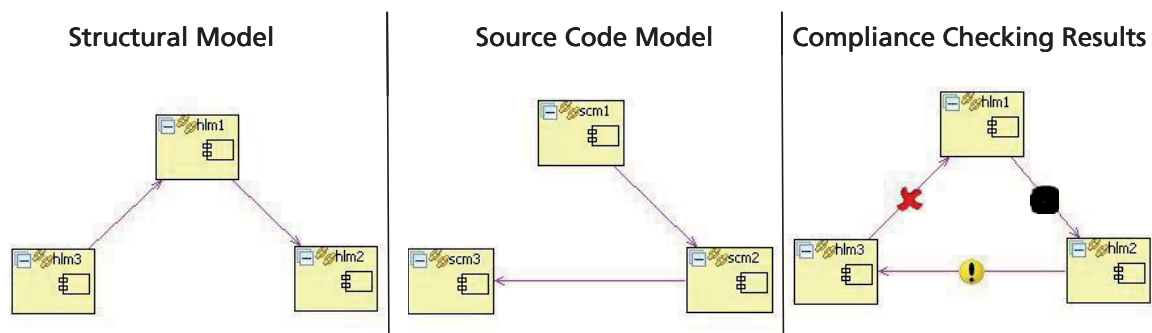 Structural Model
Source Code Model
Compliance Checking Results
hlm1
hlm3
hlm2
scm1
scm3
scm2
hlm1
hlm3
hlm2